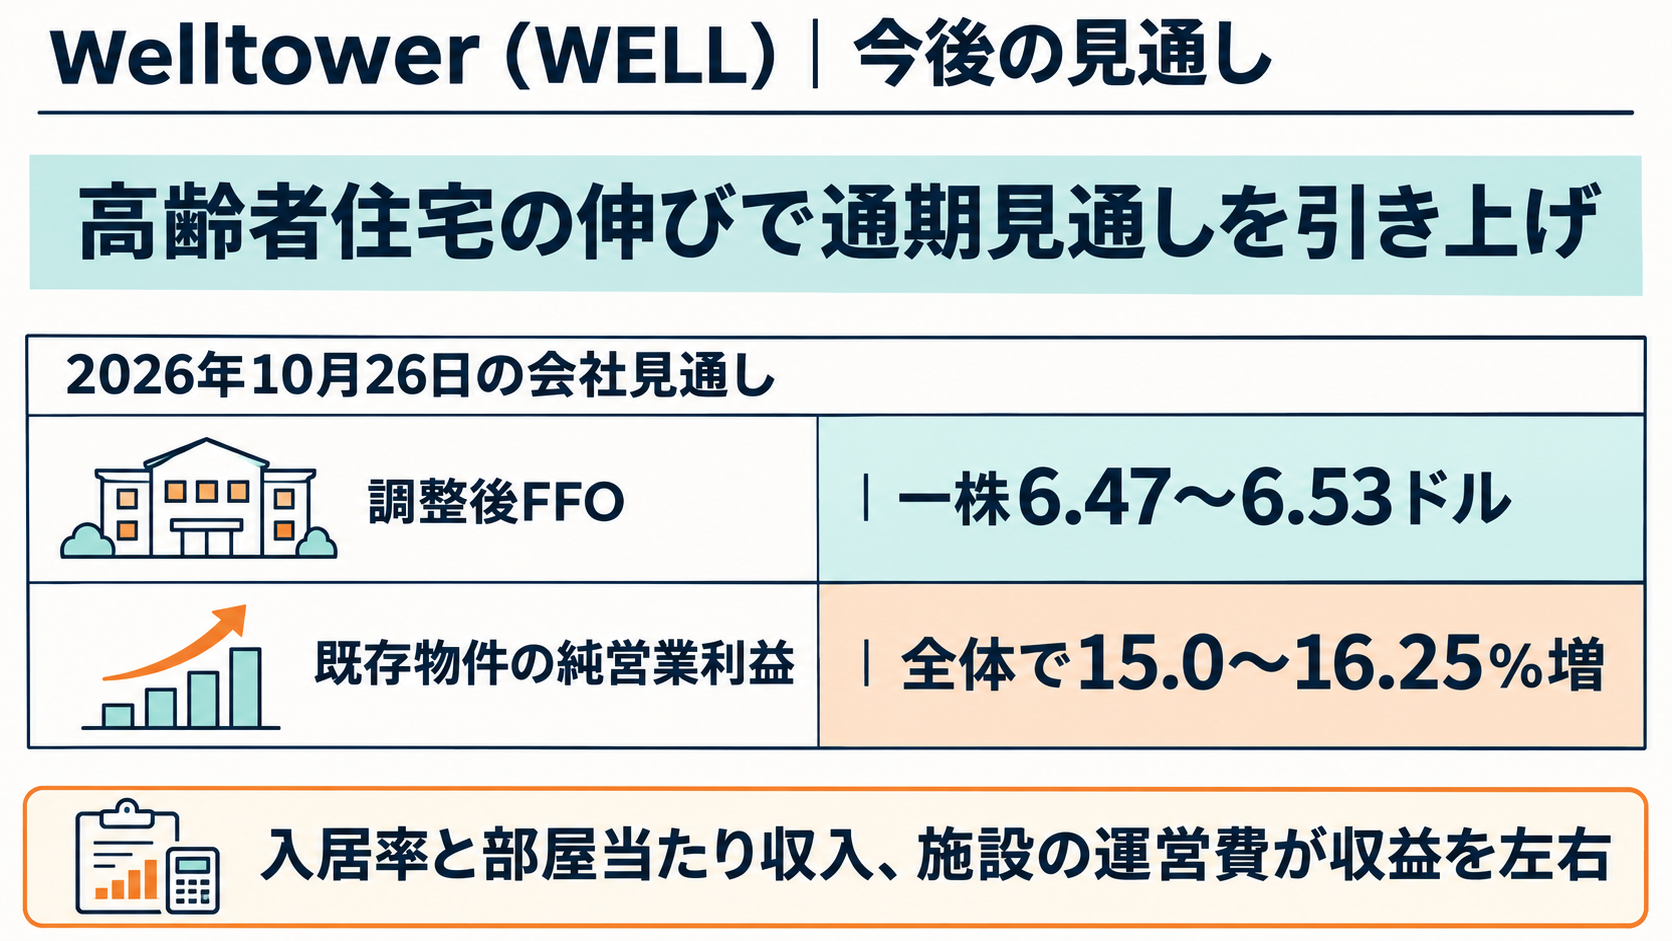 Welltower（WELL）｜今後の見通し
高齢者住宅の伸びで通期見通しを引き上げ
2026年10月26日の会社見通し
調整後FFO ｜一株6.47～6.53ドル
既存物件の純営業利益 ｜全体で15.0～16.25%増
入居率と部屋当たり収入、施設の運営費が収益を左右